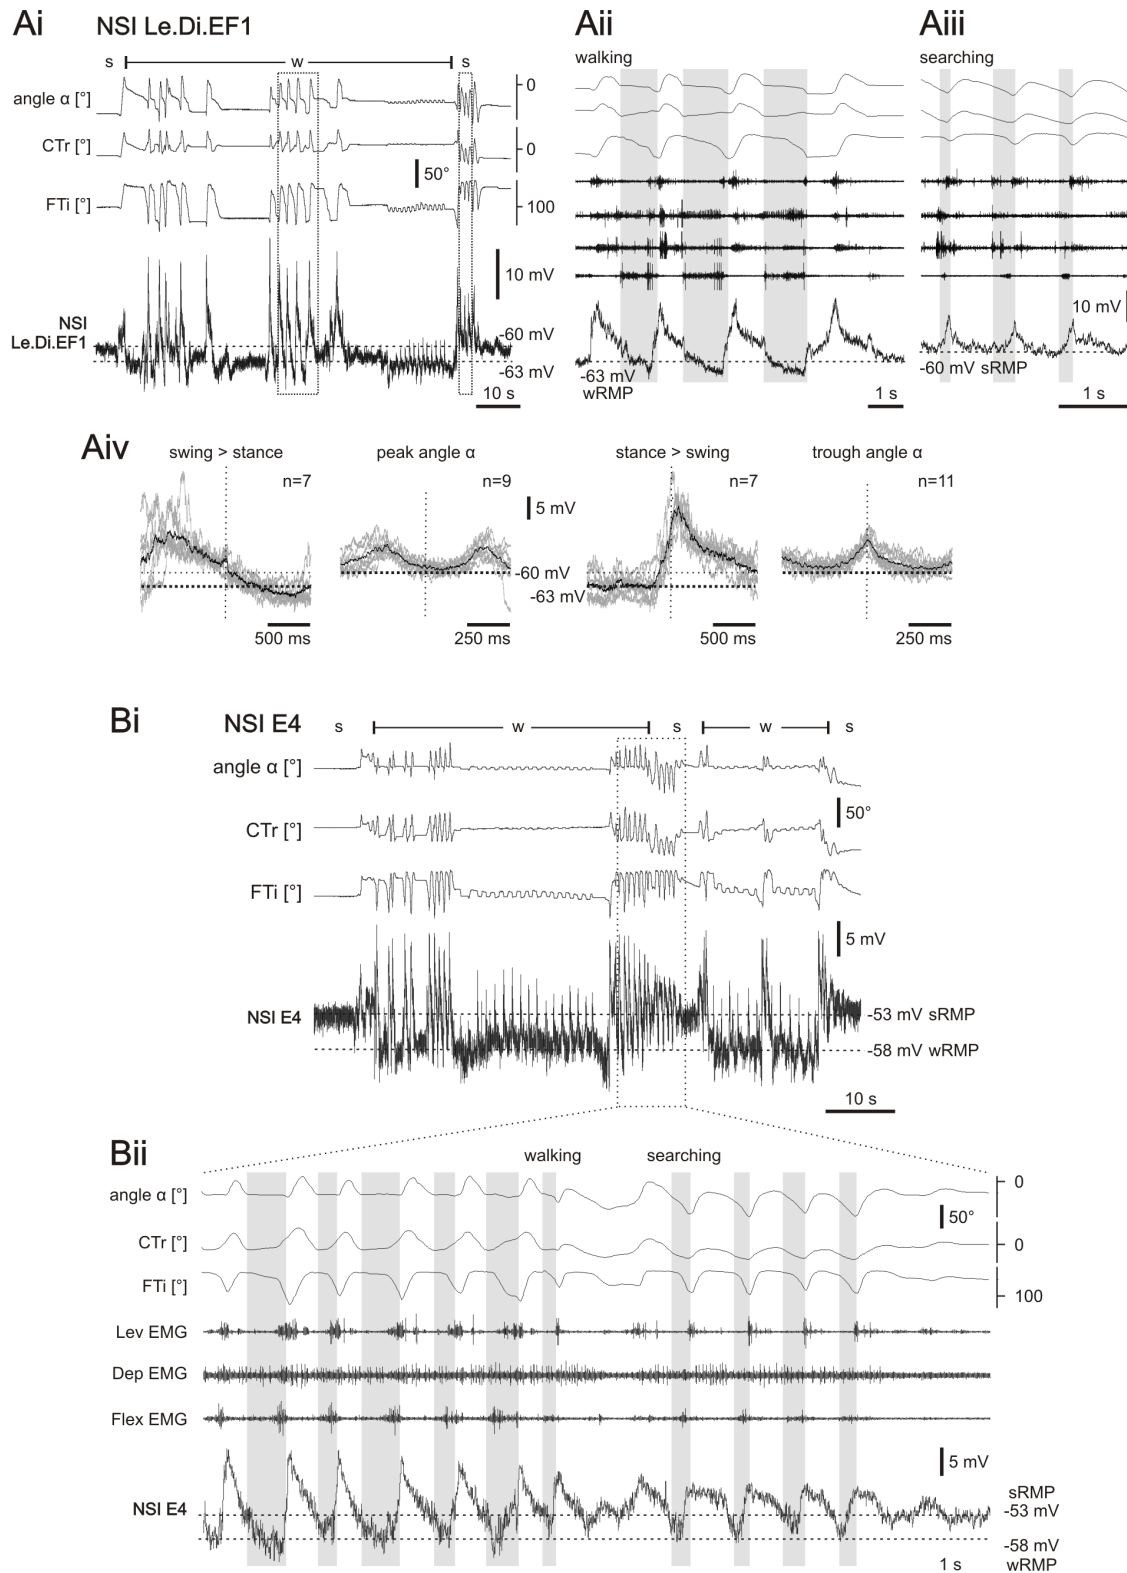 Ai NSI Le.Di.EF1
s w s
angle α [°]
0
CTr [°]
0
50°
FTi [°]
100
10 mV
NSI
Le.Di.EF1
-60 mV
-63 mV
10 s
Aii
walking
-63 mV
wRMP
1 s
Aiii
searching
10 mV
-60 mV sRMP
1 s
Aiv
swing > stance
n=7
500 ms
peak angle α
n=9
5 mV
-60 mV
-63 mV
250 ms
stance > swing
n=7
500 ms
trough angle α
n=11
250 ms
Bi NSI E4
s w s w s
angle α [°]
50°
CTr [°]
FTi [°]
5 mV
NSI E4
-53 mV sRMP
-58 mV wRMP
10 s
Bii
walking searching
angle α [°]
0
50°
CTr [°]
0
FTi [°]
100
Lev EMG
Dep EMG
Flex EMG
5 mV
NSI E4
sRMP
-53 mV
-58 mV
wRMP
1 s